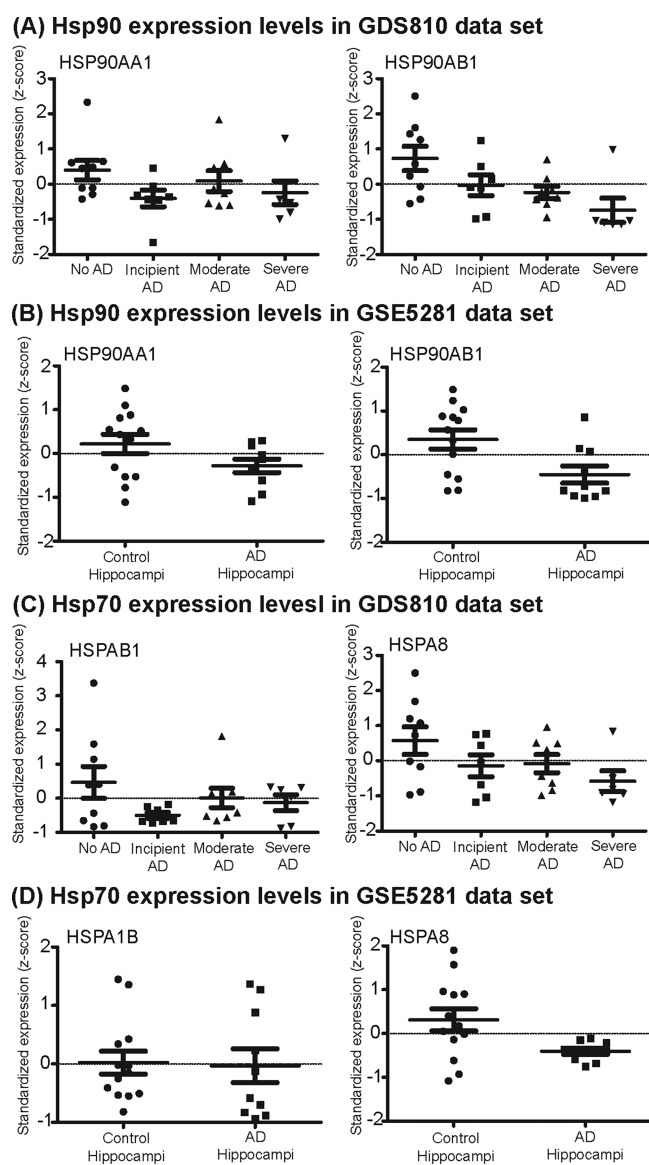 (A) Hsp90 expression levels in GDS810 data set
HSP90AA1
Standardized expression (z-score)
3
2
1
0
-1
-2
No AD
Incipient
AD
Moderate
AD
Severe
AD
HSP90AB1
Standardized expression (z-score)
3
2
1
0
-1
-2
No AD
Incipient
AD
Moderate
AD
Severe
AD
(B) Hsp90 expression levels in GSE5281 data set
HSP90AA1
Standardized expression (z-score)
2
1
0
-1
-2
Control
Hippocampi
AD
Hippocampi
HSP90AB1
Standardized expression (z-score)
2
1
0
-1
-2
Control
Hippocampi
AD
Hippocampi
(C) Hsp70 expression levesl in GDS810 data set
HSPAB1
Standardized expression (z-score)
4
3
2
1
0
-1
No AD
Incipient
AD
Moderate
AD
Severe
AD
HSPA8
Standardized expression (z-score)
3
2
1
0
-1
-2
No AD
Incipient
AD
Moderate
AD
Severe
AD
(D) Hsp70 expression levels in GSE5281 data set
HSPA1B
Standardized expression (z-score)
2
1
0
-1
Control
Hippocampi
AD
Hippocampi
HSPA8
Standardized expression (z-score)
2
1
0
-1
-2
Control
Hippocampi
AD
Hippocampi